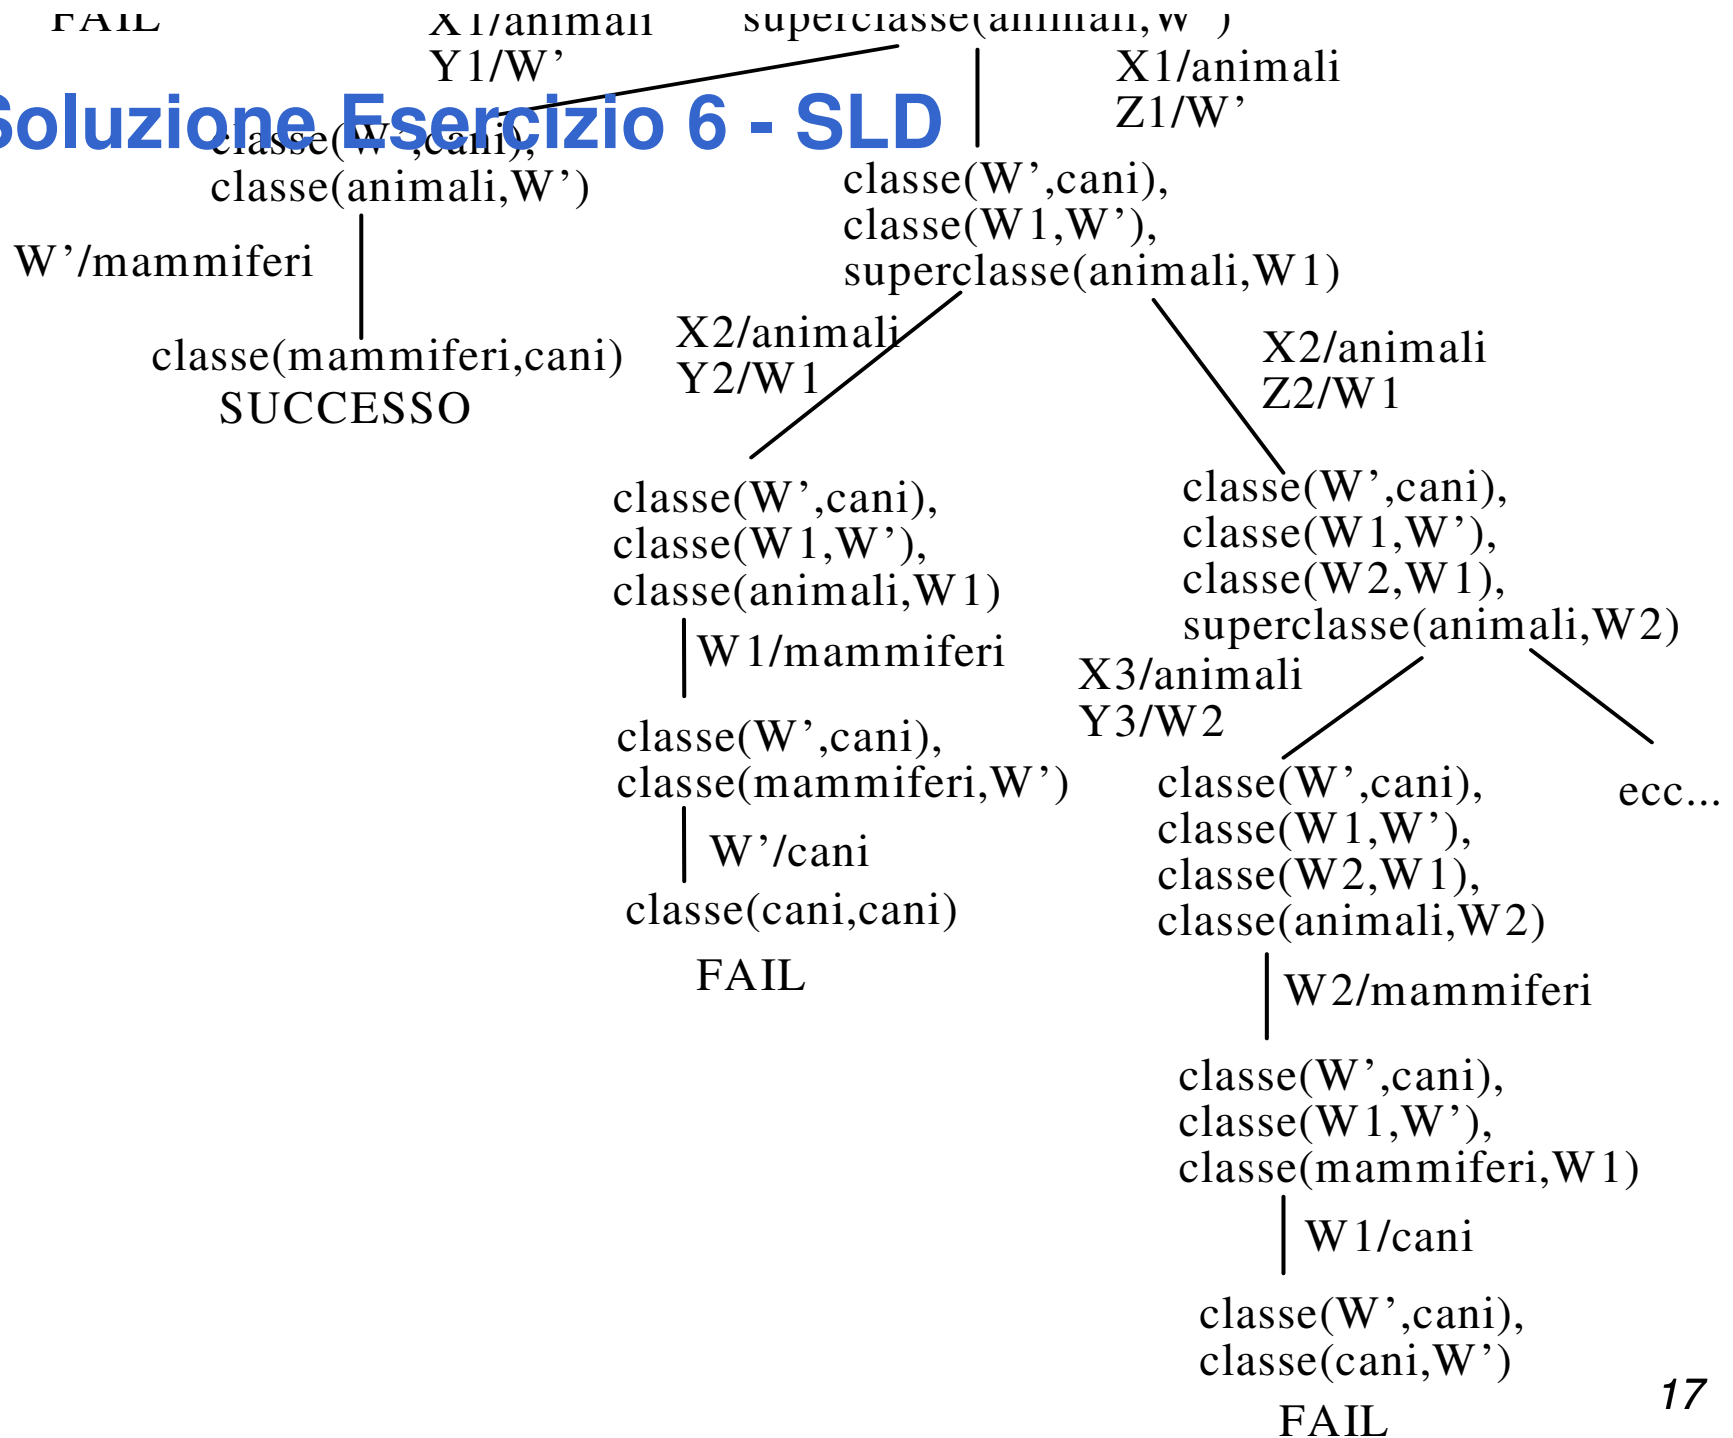 FAIL
X1/animali
Y1/W'
superclasse(animali,W')
X1/animali
Z1/W'
Soluzione Esercizio 6 - SLD
classe(W',cani),
classe(animali,W')
W'/mammiferi
classe(mammiferi,cani)
SUCCESSO
classe(W',cani),
classe(W1,W'),
superclasse(animali,W1)
X2/animali
Y2/W1
X2/animali
Z2/W1
classe(W',cani),
classe(W1,W'),
classe(animali,W1)
W1/mammiferi
classe(W',cani),
classe(mammiferi,W')
W'/cani
classe(cani,cani)
FAIL
classe(W',cani),
classe(W1,W'),
classe(W2,W1),
superclasse(animali,W2)
X3/animali
Y3/W2
ecc...
classe(W',cani),
classe(W1,W'),
classe(W2,W1),
classe(animali,W2)
W2/mammiferi
classe(W',cani),
classe(W1,W'),
classe(mammiferi,W1)
W1/cani
classe(W',cani),
classe(cani,W')
FAIL
17